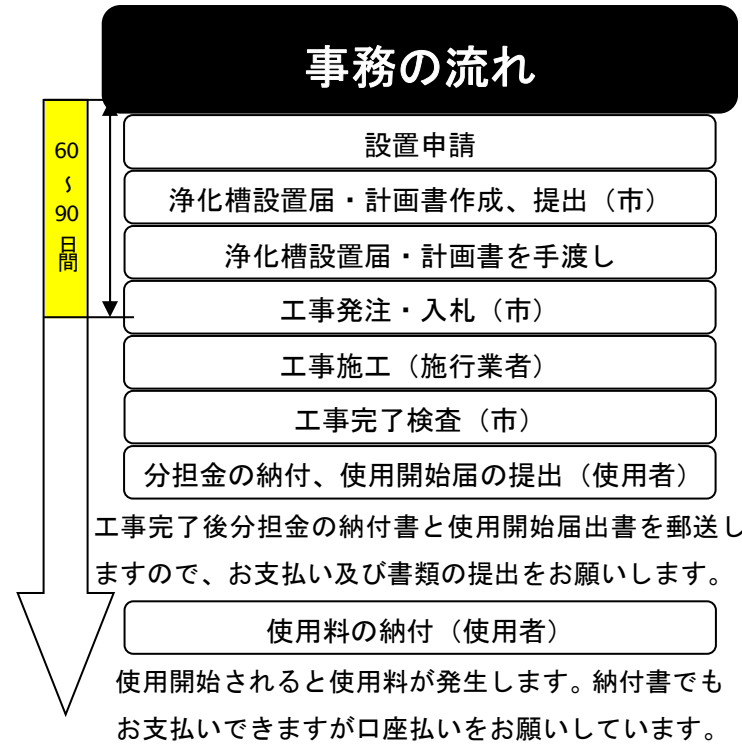 事務の流れ
60
～
90
日
間
設置申請
浄化槽設置届・計画書作成、提出（市）
浄化槽設置届・計画書を手渡し
工事発注・入札（市）
工事施工（施行業者）
工事完了検査（市）
分担金の納付、使用開始届の提出（使用者）
工事完了後分担金の納付書と使用開始届出書を郵送し
ますので、お支払い及び書類の提出をお願いします。
使用料の納付（使用者）
使用開始されると使用料が発生します。納付書でも
お支払いできますが口座払いをお願いしています。